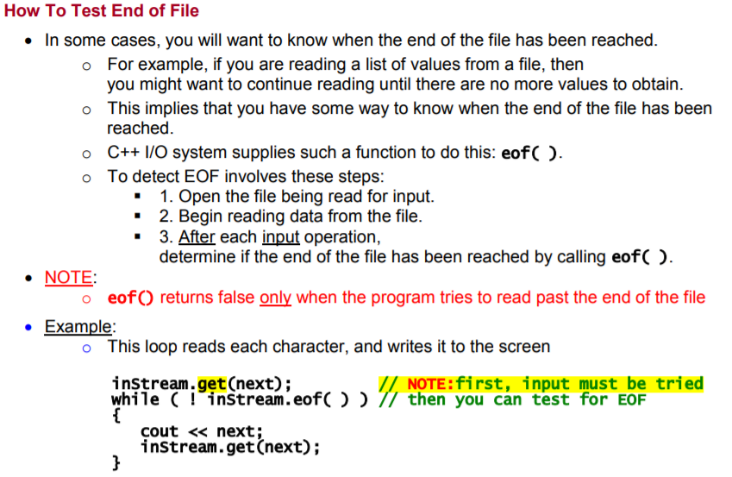 How To Test End of File
• In some cases, you will want to know when the end of the file has been reached.
o For example, if you are reading a list of values from a file, then
you might want to continue reading until there are no more values to obtain.
o This implies that you have some way to know when the end of the file has been
reached.
o C++ I/O system supplies such a function to do this: eof( ).
o To detect EOF involves these steps:
▪ 1. Open the file being read for input.
▪ 2. Begin reading data from the file.
▪ 3. After each input operation,
determine if the end of the file has been reached by calling eof( ).
• NOTE:
o eof() returns false only when the program tries to read past the end of the file
• Example:
o This loop reads each character, and writes it to the screen
inStream.get(next); // NOTE:first, input must be tried
while ( ! inStream.eof( ) ) // then you can test for EOF
{
cout << next;
inStream.get(next);
}